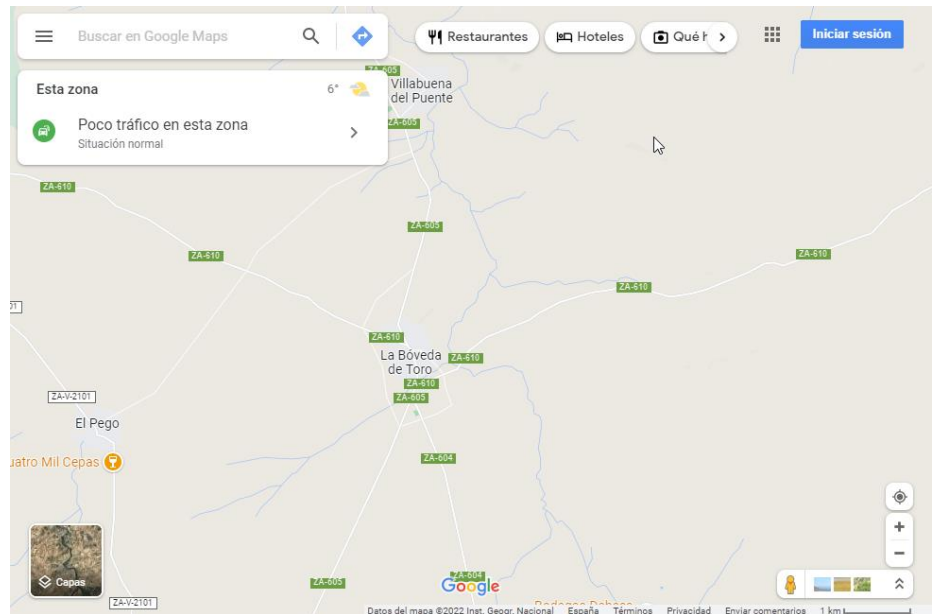 Buscar en Google Maps
Restaurantes
Hoteles
Qué h
Iniciar sesión
Esta zona
6°
Poco tráfico en esta zona
Situación normal
ZA-605
Villabuena
del Puente
ZA-605
ZA-610
ZA-605
ZA-610
ZA-610
ZA-610
01
ZA-610
La Bóveda
de Toro
ZA-610
ZA-610
ZA-605
ZA-V-2101
El Pego
uatro Mil Cepas
ZA-604
Capas
ZA-605
ZA-604
Google
ZA-V-2101
Datos del mapa ©2022 Inst. Geogr. Nacional
España
Términos
Privacidad
Enviar comentarios
1 km